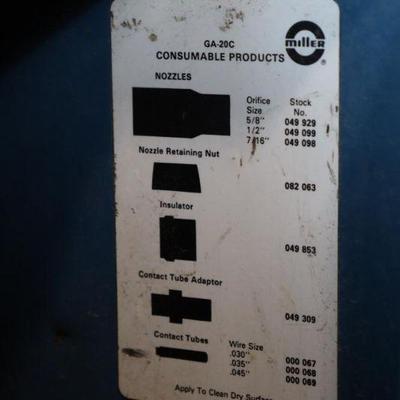 GA-20C
CONSUMABLE PRODUCTS
MILLER
®
NOZZLES
Orifice Size
Stock No.
5/8" 049 929
1/2" 049 099
7/16" 049 098
Nozzle Retaining Nut
082 063
Insulator
049 853
Contact Tube Adaptor
049 309
Contact Tubes
Wire Size
.030" 000 067
.035" 000 068
.045" 000 069
Apply To Clean Dry Surface